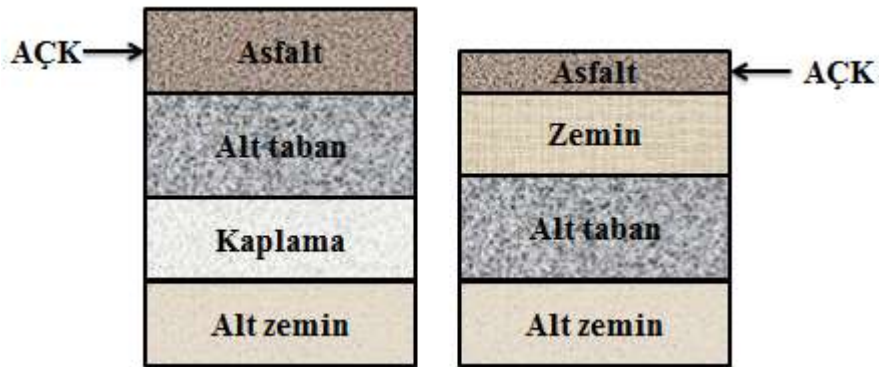 AÇK
Asfalt
Alt taban
Kaplama
Alt zemin
Asfalt
AÇK
Zemin
Alt taban
Alt zemin